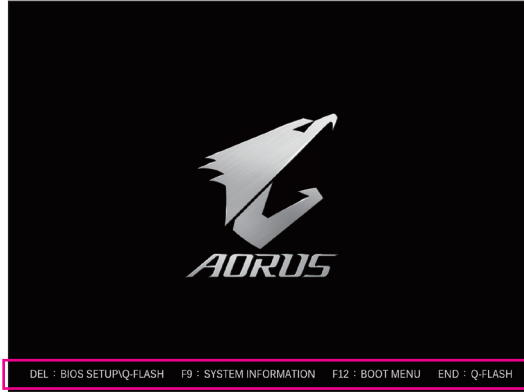 AORUS
DEL : BIOS SETUP\Q-FLASH F9 : SYSTEM INFORMATION F12 : BOOT MENU END : Q-FLASH